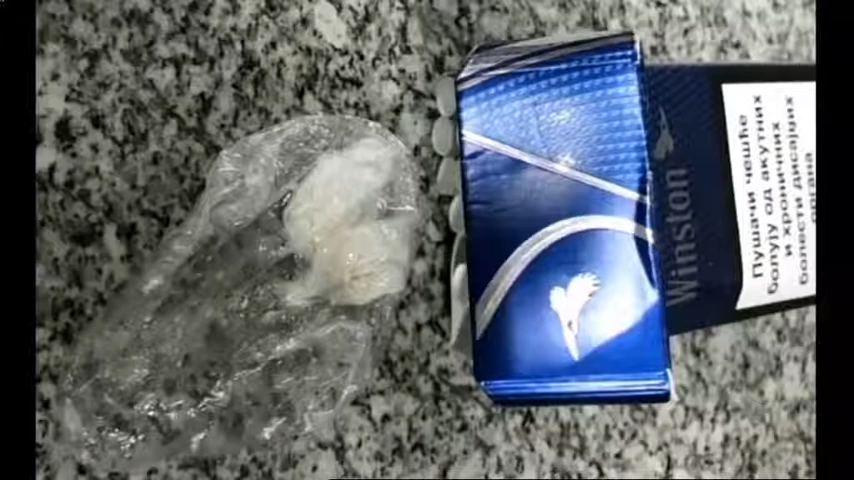 Winston
Пушачи чешће
болују од акутних
и хроничних
болести дисајних
органа